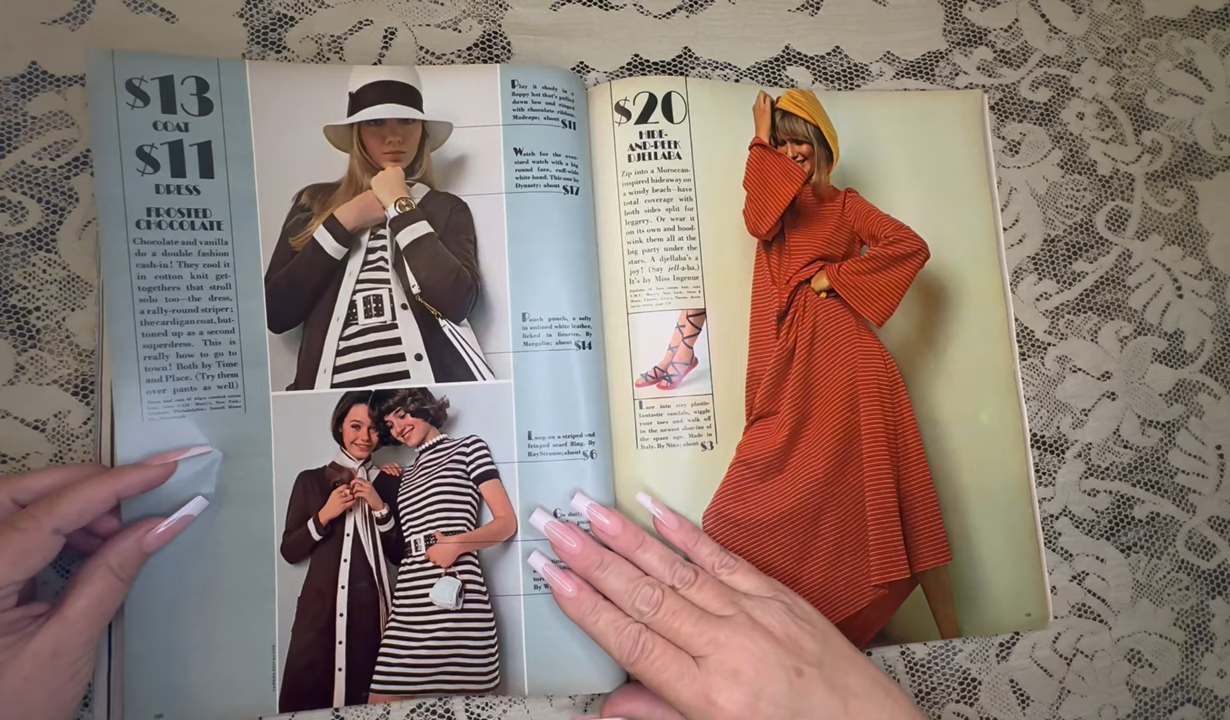 $13
COAT
$11
DRESS
FROSTED
CHOCOLATE
Chocolate and vanilla
do a double fashion
cash-in! They cool it
in cotton knit get-
togethers that stroll
solo too—the dress,
a rally-round striper;
the cardigan coat, but-
toned up as a second
superdress. This is
really how to go to
town! Both by Time
and Place. (Try them
over pants as well)
Play it shady in a
floppy hat that's pulled
down low and ringed
with chocolate ribbon.
Madcaps; about $11
Watch for the over-
sized watch with a big
round face, cuff-wide
white band. This one by
Dynasty; about $17
Pouch punch, a softy
in unlined white leather,
licked in licorice. By
Morgolin; about $14
Loop on a striped and
fringed scarf fling. By
Ray Strauss; about $6
$20
HIDE-
AND-PEEK
DJELLABA
Zip into a Moroccan-
inspired hideaway on
a windy beach—have
total coverage with
both sides split for
leggery. Or wear it
on its own and hood-
wink them all at the
big party under the
stars. A djellaba's a
joy! (Say jell-a-ba.)
It's by Miss Ingenue
Lace into airy plastic-
fantastic sandals, wiggle
your toes and walk off
in the newest shoe-ins of
the space age. Made in
Italy. By Nina; about $3